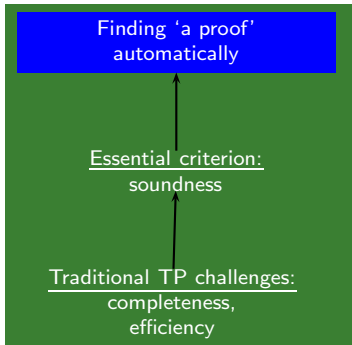 Finding ‘a proof’
automatically
Essential criterion:
soundness
Traditional TP challenges:
completeness,
efficiency